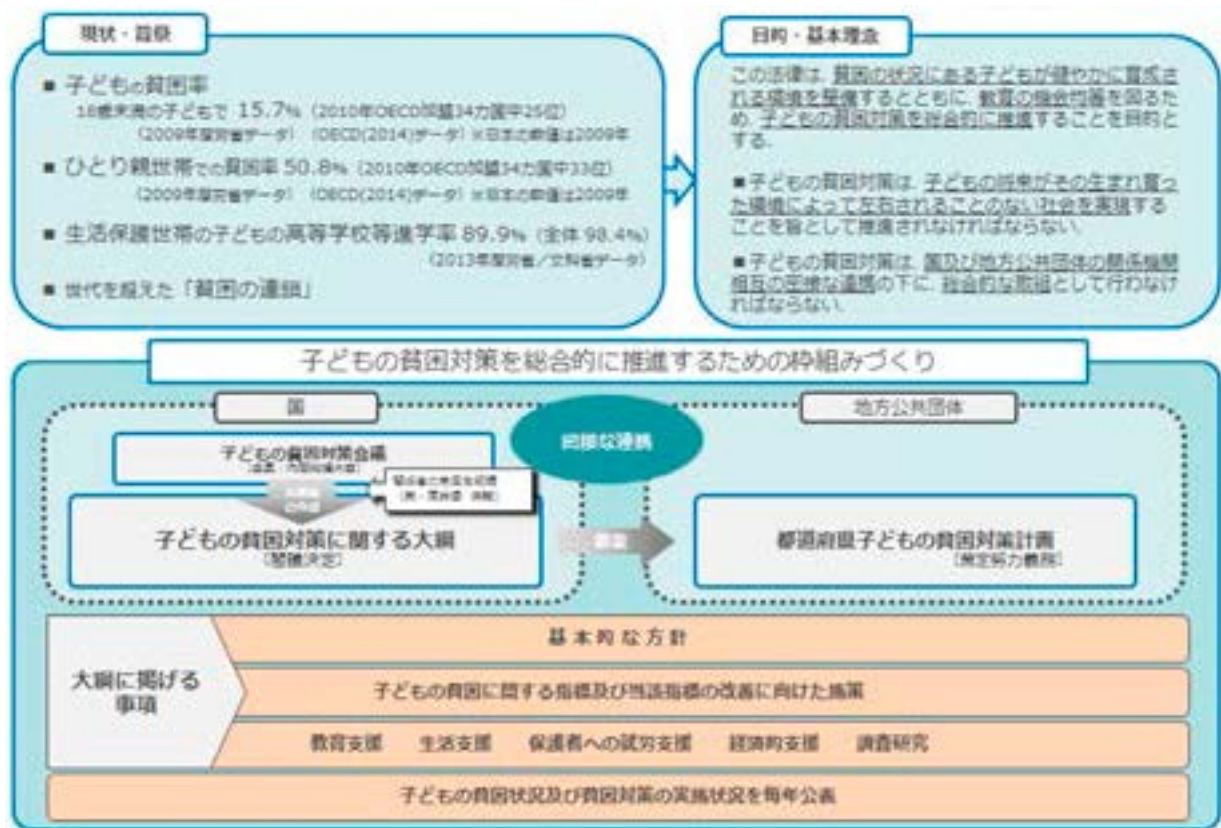 現状・背景
■ 子どもの貧困率
18歳未満の子どもで 15.7% (2010年OECD加盟34カ国中25位)
(2009年厚労省データ) (OECD(2014)データ) ※日本の数値は2009年
■ ひとり親世帯での貧困率 50.8% (2010年OECD加盟34カ国中33位)
(2009年厚労省データ) (OECD(2014)データ) ※日本の数値は2009年
■ 生活保護世帯の子どもの高等学校等進学率 89.9% (全体 98.4%)
(2013年厚労省/文科省データ)
■ 世代を超えた「貧困の連鎖」
目的・基本理念
この法律は、貧困の状況にある子どもが健やかに育成さ
れる環境を整備するとともに、教育の機会均等を図るた
め、子どもの貧困対策を総合的に推進することを目的と
する。
■子どもの貧困対策は、子どもの将来がその生まれ育っ
た環境によって左右されることのない社会を実現する
ことを旨として推進されなければならない。
■子どもの貧困対策は、国及び地方公共団体の関係機関
相互の密接な連携の下に、総合的な取組として行わなけ
ればならない。
子どもの貧困対策を総合的に推進するための枠組みづくり
国
子どもの貧困対策会議
子どもの貧困対策に関する大綱
(閣議決定)
密接な連携
地方公共団体
都道府県子どもの貧困対策計画
(策定努力義務)
大綱に掲げる
事項
基本的な方針
子どもの貧困に関する指標及び当該指標の改善に向けた施策
教育支援 生活支援 保護者への就労支援 経済的支援 調査研究
子どもの貧困状況及び貧困対策の実施状況を毎年公表